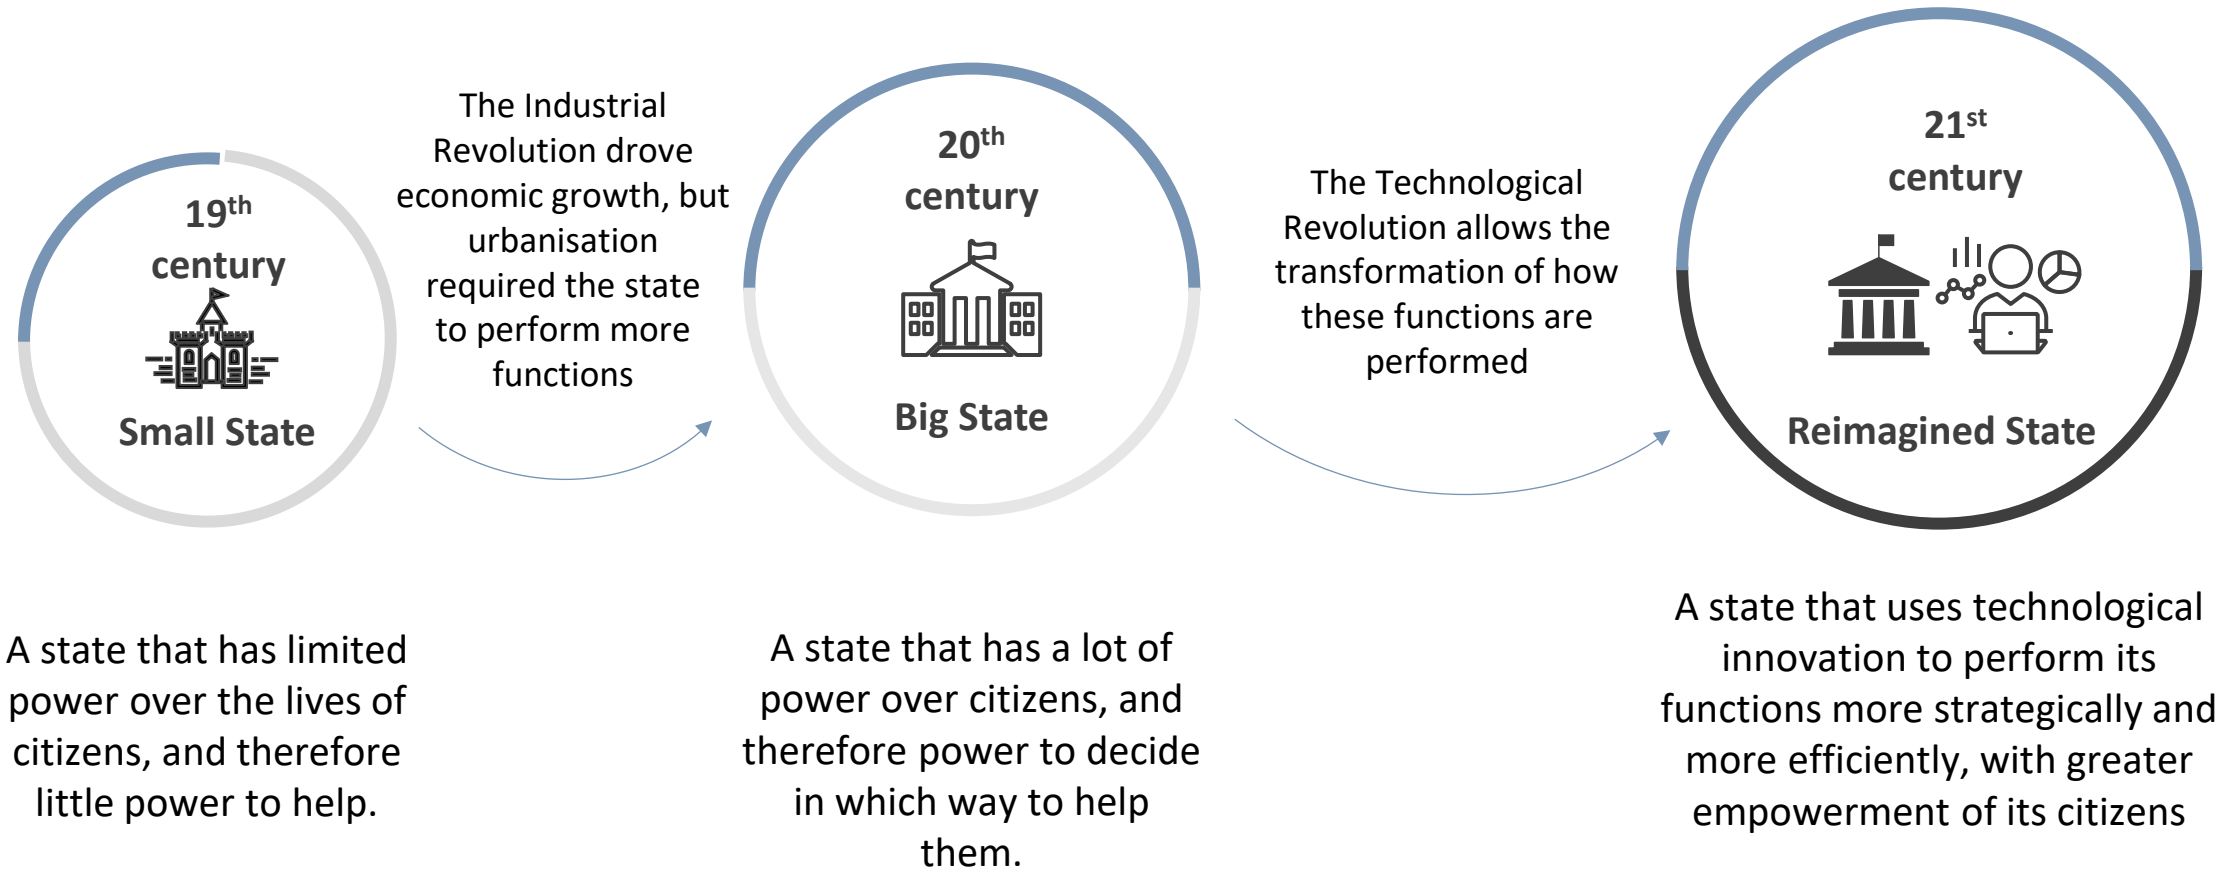 19th
century
Small State
The Industrial
Revolution drove
economic growth, but
urbanisation
required the state
to perform more
functions
20th
century
Big State
The Technological
Revolution allows the
transformation of how
these functions are
performed
21st
century
Reimagined State
A state that has limited
power over the lives of
citizens, and therefore
little power to help.
A state that has a lot of
power over citizens, and
therefore power to decide
in which way to help
them.
A state that uses technological
innovation to perform its
functions more strategically and
more efficiently, with greater
empowerment of its citizens